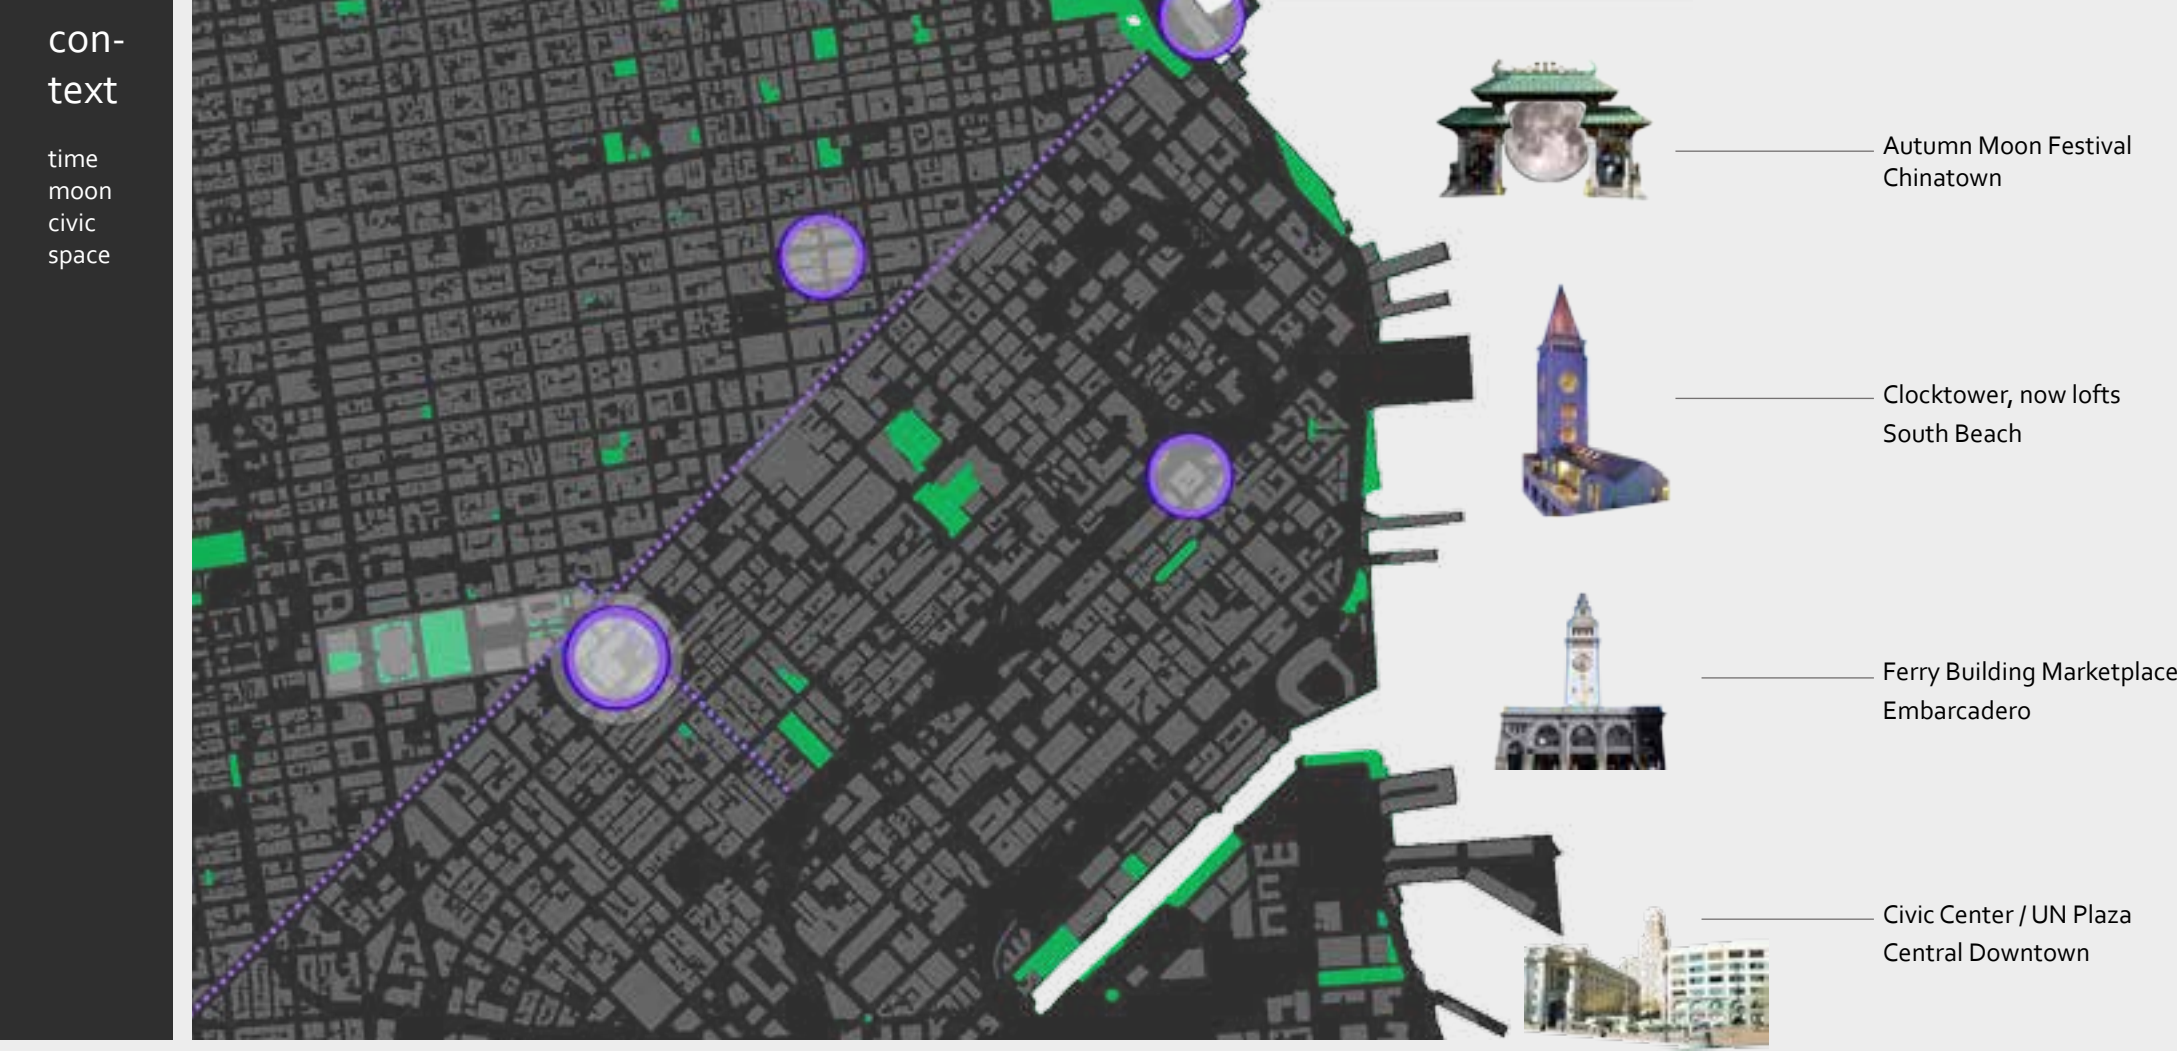 con-
text
time
moon
civic
space
Autumn Moon Festival
Chinatown
Clocktower, now lofts
South Beach
Ferry Building Marketplace
Embarcadero
Civic Center / UN Plaza
Central Downtown